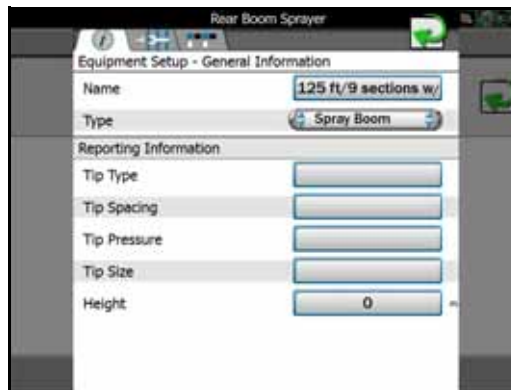 Rear Boom Sprayer
Equipment Setup - General Information
Name 125 ft/9 sections w/
Type Spray Boom
Reporting Information
Tip Type
Tip Spacing
Tip Pressure
Tip Size
Height 0